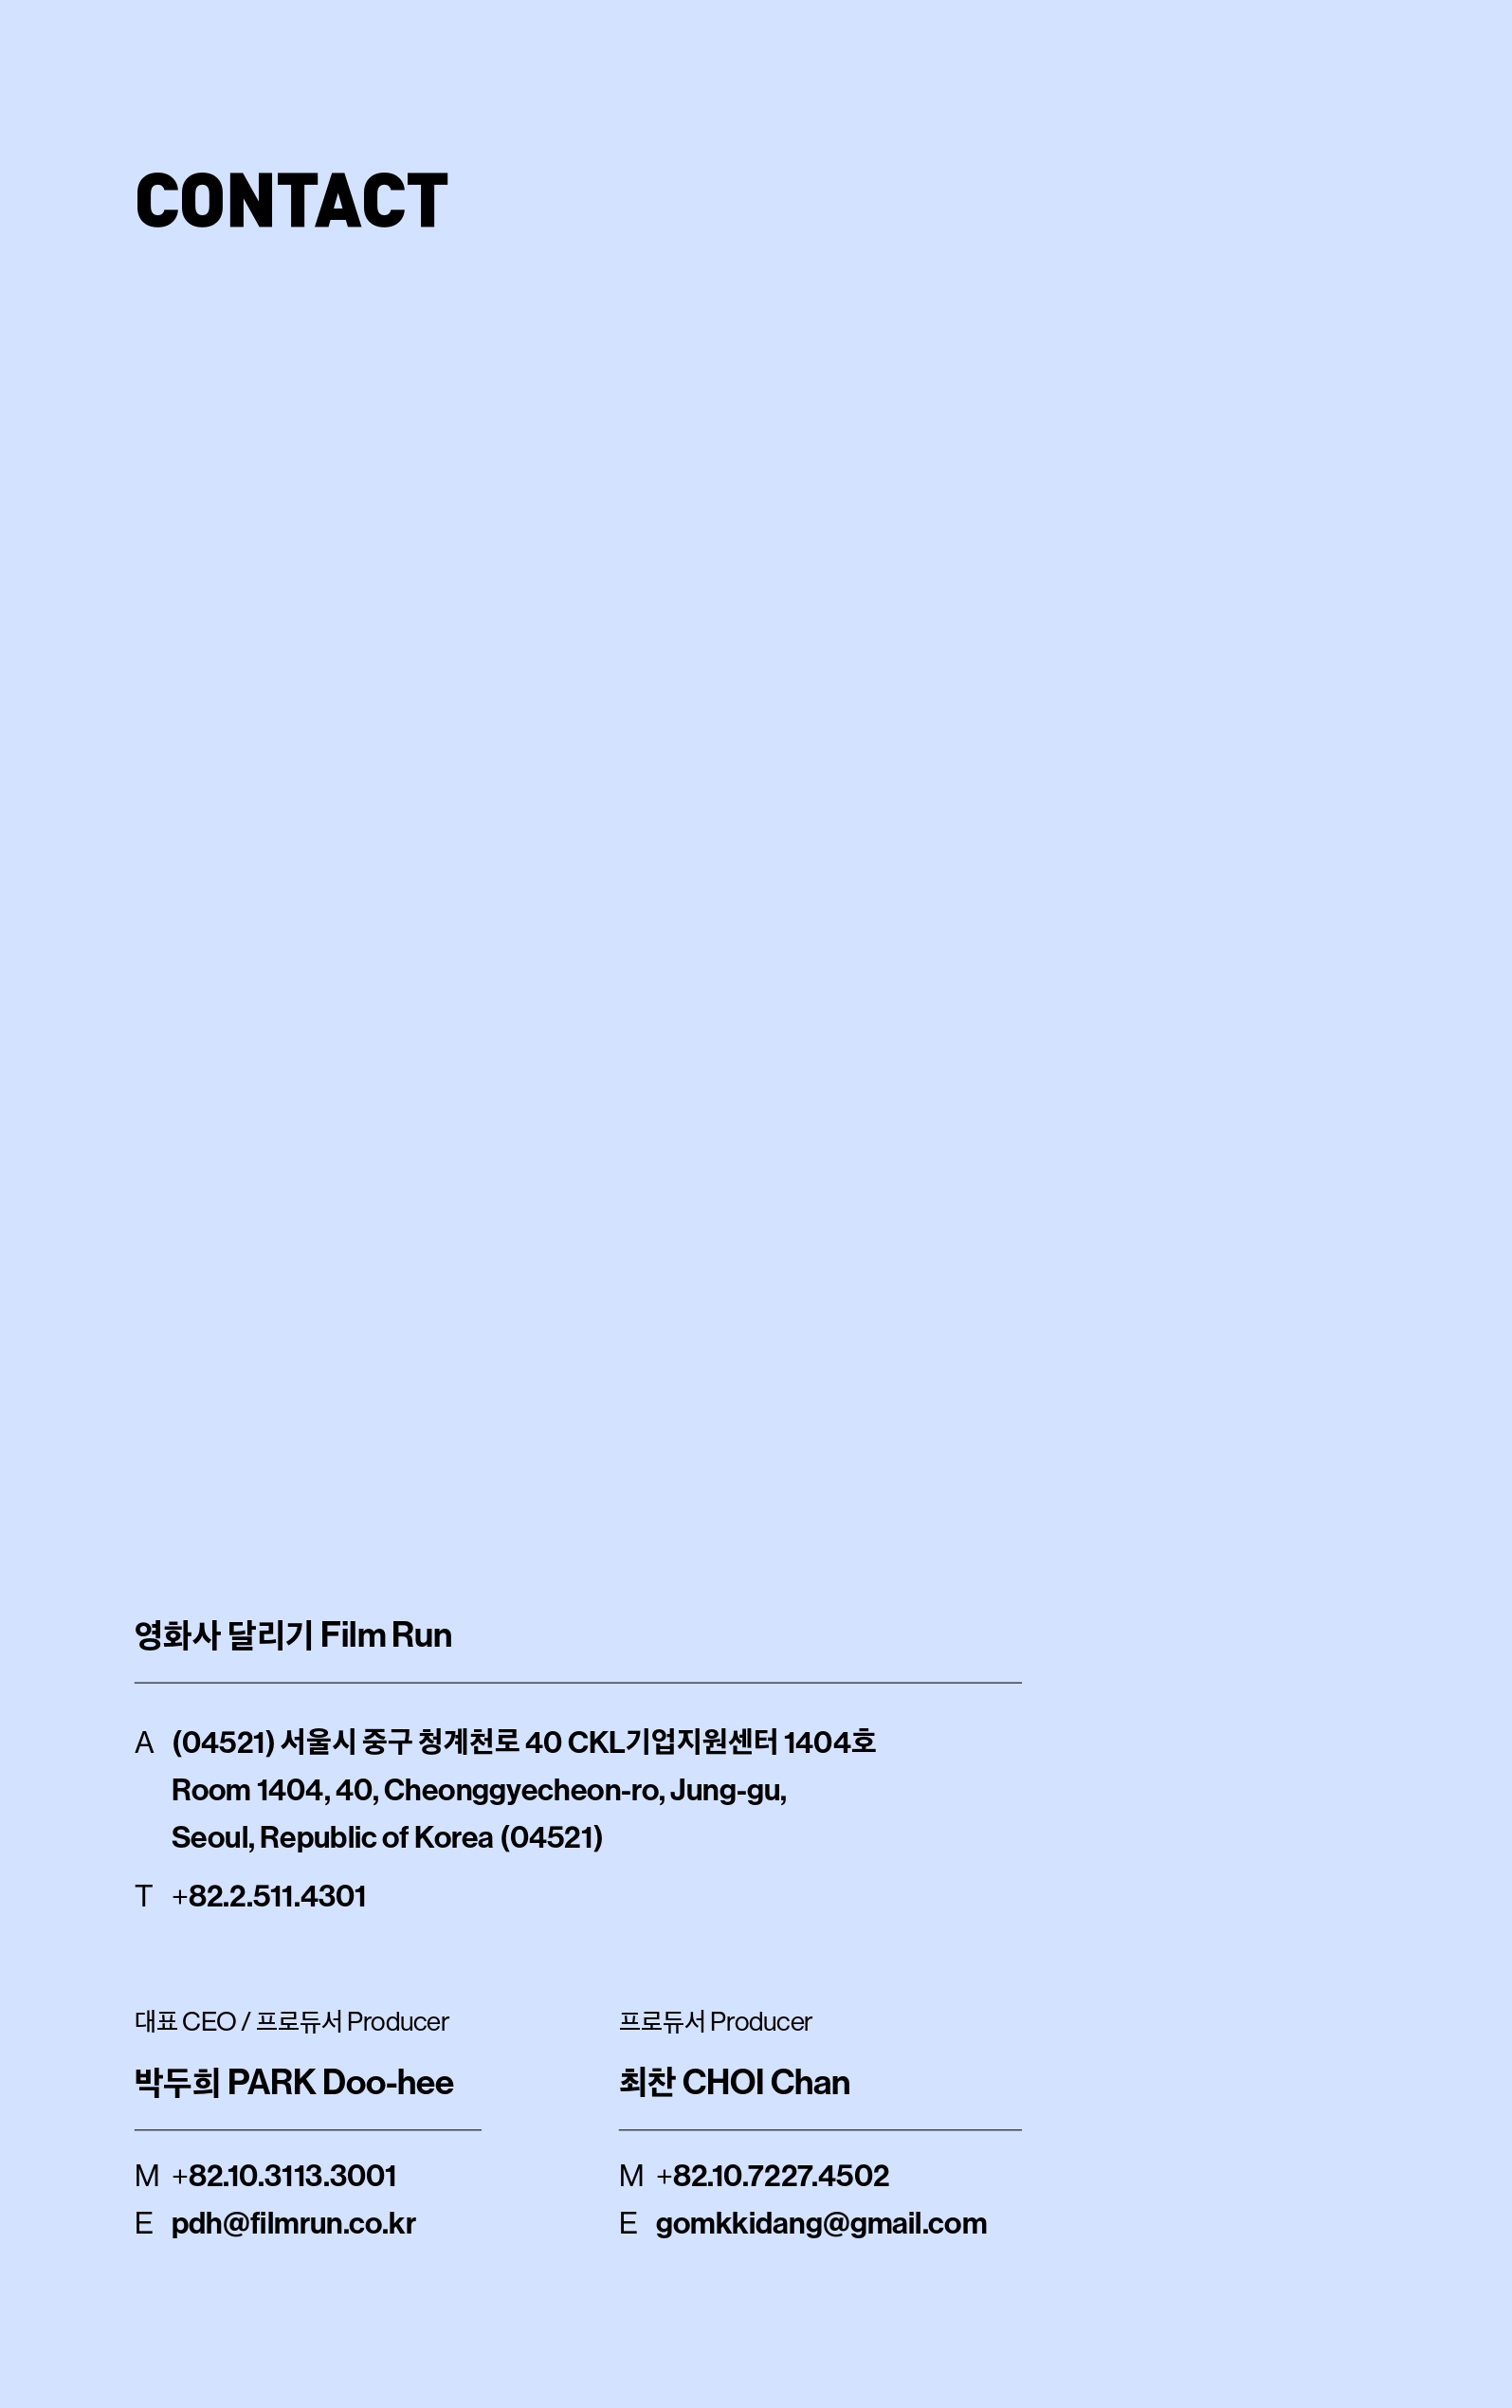 CONTACT
영화사 달리기 Film Run
A (04521) 서울시 중구 청계천로 40 CKL기업지원센터 1404호
Room 1404, 40, Cheonggyecheon-ro, Jung-gu,
Seoul, Republic of Korea (04521)
T +82.2.511.4301
대표 CEO / 프로듀서 Producer
박두희 PARK Doo-hee
M +82.10.3113.3001
E pdh@filmrun.co.kr
프로듀서 Producer
최찬 CHOI Chan
M +82.10.7227.4502
E gomkkidang@gmail.com